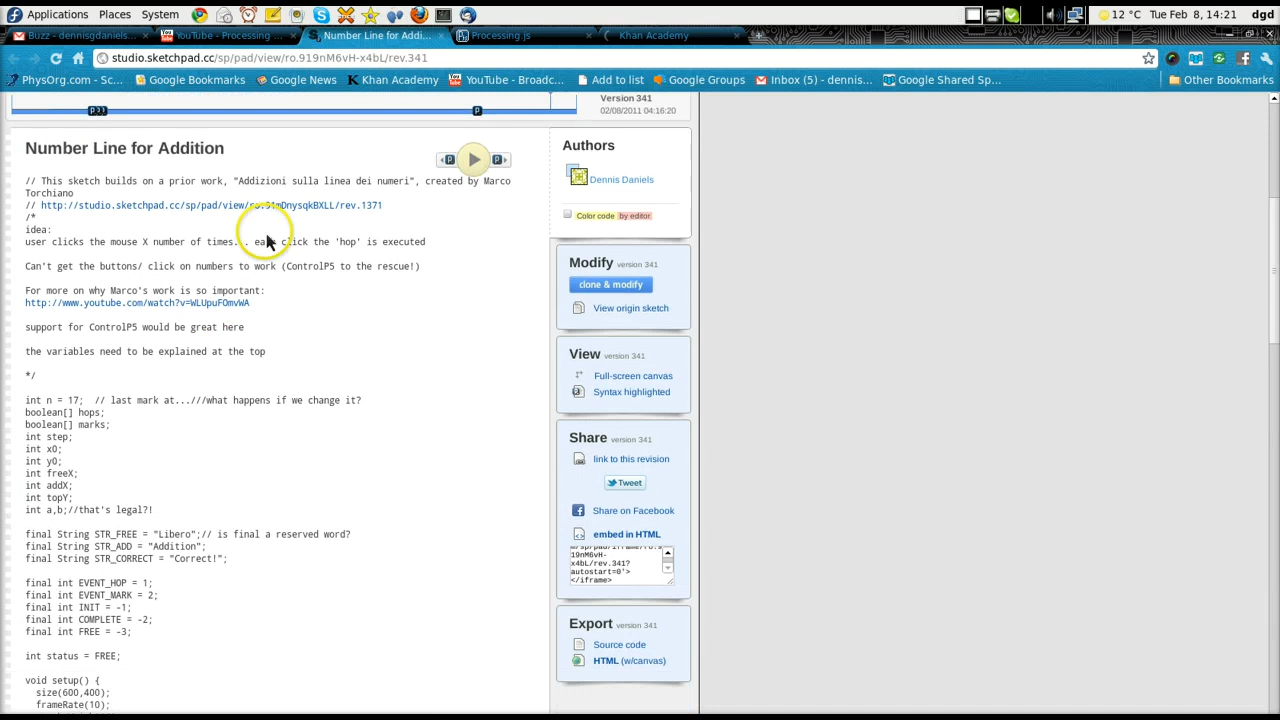 Applications Places System 12 °C Tue Feb 8, 14:21 dgd
Buzz - dennisgdaniels... YouTube - Processing ... Number Line for Addi... Processing.js Khan Academy
studio.sketchpad.cc/sp/pad/view/ro.919nM6vH-x4bL/rev.341
PhysOrg.com - Sc... Google Bookmarks Google News Khan Academy YouTube - Broadc... Add to list Google Groups Inbox (5) - dennis... Google Shared Sp... Other Bookmarks
Version 341
02/08/2011 04:16:20
Number Line for Addition
// This sketch builds on a prior work, "Addizioni sulla linea dei numeri", created by Marco
Torchiano
// http://studio.sketchpad.cc/sp/pad/view/ro.91mDnysqkBXLL/rev.1371
/*
idea:
user clicks the mouse X number of times... each click the 'hop' is executed
Can't get the buttons/ click on numbers to work (ControlP5 to the rescue!)
For more on why Marco's work is so important:
http://www.youtube.com/watch?v=WLUpuFOmvWA
support for ControlP5 would be great here
the variables need to be explained at the top
*/
int n = 17;  // last mark at...///what happens if we change it?
boolean[] hops;
boolean[] marks;
int step;
int x0;
int y0;
int freeX;
int addX;
int topY;
int a,b;//that's legal?!
final String STR_FREE = "Libero";// is final a reserved word?
final String STR_ADD = "Addition";
final String STR_CORRECT = "Correct!";
final int EVENT_HOP = 1;
final int EVENT_MARK = 2;
final int INIT = -1;
final int COMPLETE = -2;
final int FREE = -3;
int status = FREE;
void setup() {
size(600,400);
frameRate(10);
Authors
Dennis Daniels
Color code by editor.
Modify version 341
clone & modify
View origin sketch
View version 341
Full-screen canvas
Syntax highlighted
Share version 341
link to this revision
Tweet
Share on Facebook
embed in HTML
19nM6vH-
x4bL/rev.341?
autostart=0'>
</iframe>
Export version 341
Source code
HTML (w/canvas)